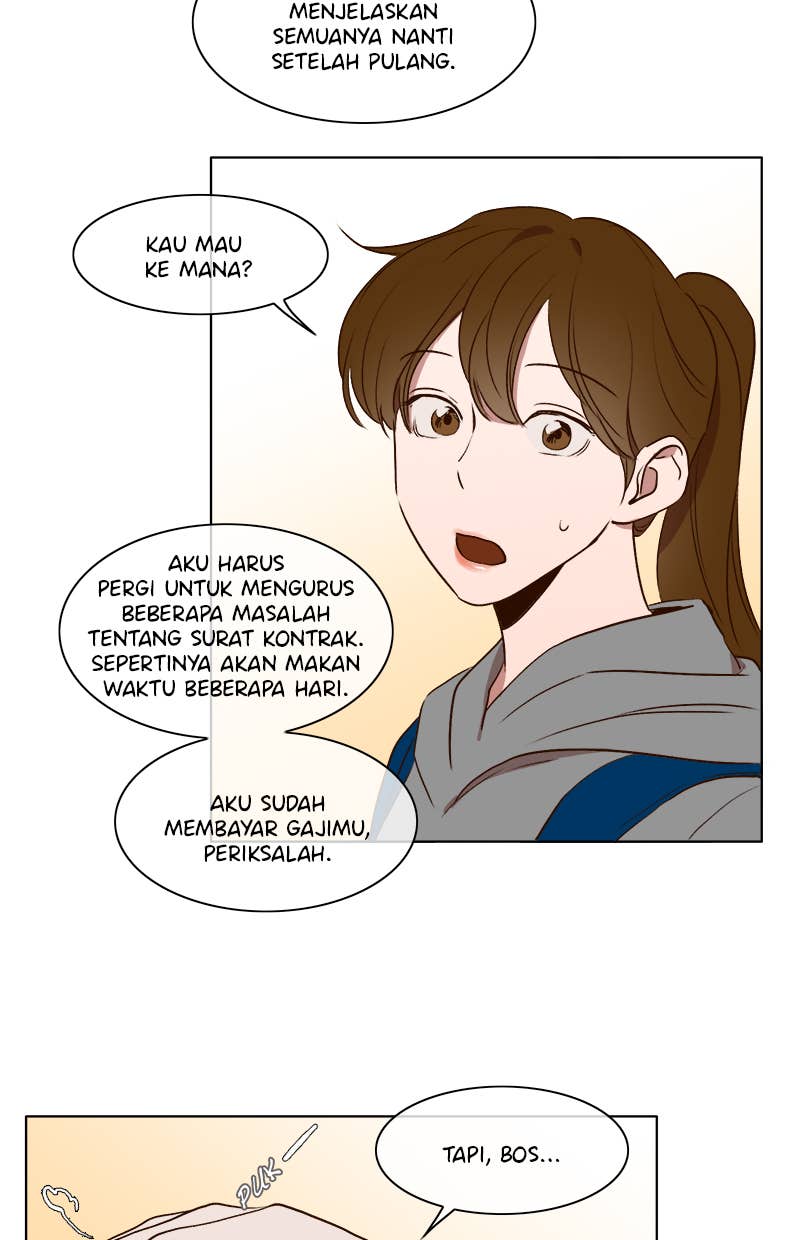 MENJELASKAN
SEMUANYA NANTI
SETELAH PULANG.
KAU MAU
KE MANA?
AKU HARUS
PERGI UNTUK MENGURUS
BEBERAPA MASALAH
TENTANG SURAT KONTRAK.
SEPERTINYA AKAN MAKAN
WAKTU BEBERAPA HARI.
AKU SUDAH
MEMBAYAR GAJIMU,
PERIKSALAH.
TAPI, BOS...
PUK